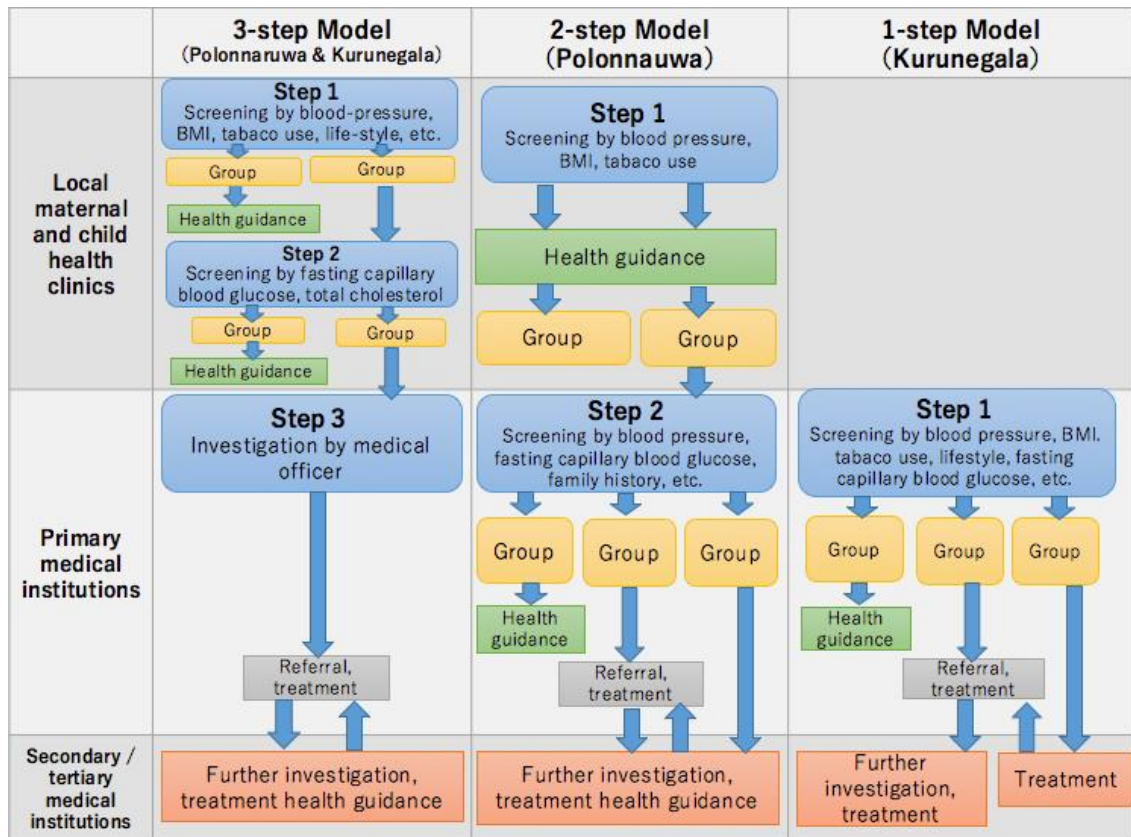 3-step Model
(Polonnaruwa & Kurunegala)
2-step Model
(Polonnauwa)
1-step Model
(Kurunegala)
Local
maternal
and child
health
clinics
Step 1
Screening by blood-pressure,
BMI, tabaco use, life-style, etc.
Group
Group
Health guidance
Step 2
Screening by fasting capillary
blood glucose, total cholesterol
Group
Group
Health guidance
Step 1
Screening by blood pressure,
BMI, tabaco use
Health guidance
Group
Group
Primary
medical
institutions
Step 3
Investigation by medical
officer
Referral,
treatment
Step 2
Screening by blood pressure,
fasting capillary blood glucose,
family history, etc.
Group
Group
Group
Health
guidance
Referral,
treatment
Step 1
Screening by blood pressure, BMI.
tabaco use, lifestyle, fasting
capillary blood glucose, etc.
Group
Group
Group
Health
guidance
Referral,
treatment
Secondary /
tertiary
medical
institutions
Further investigation,
treatment health guidance
Further investigation,
treatment health guidance
Further
investigation,
treatment
Treatment